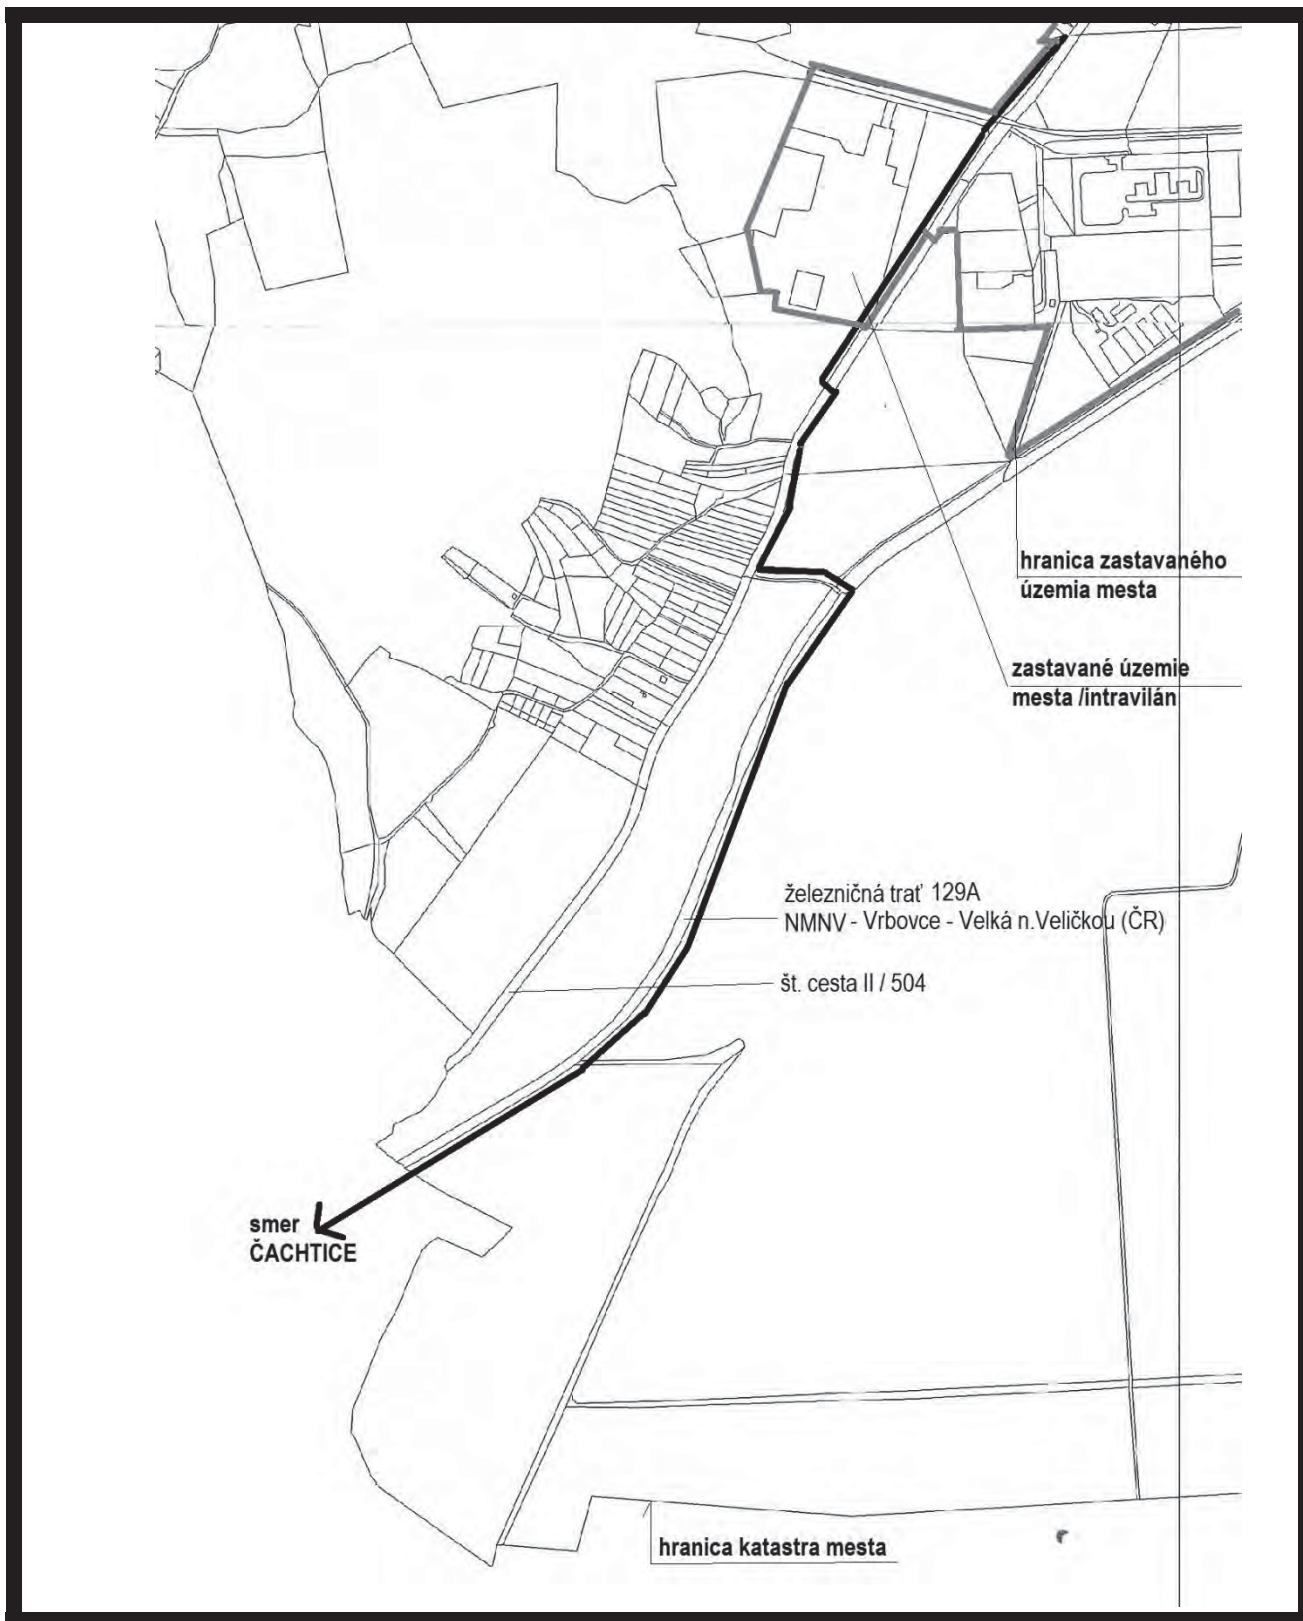 hranica zastavaného
územia mesta
zastavané územie
mesta /intravilán
železničná trať 129A
NMNV - Vrbovce - Velká n.Veličkou (ČR)
št. cesta II / 504
smer
ČACHTICE
hranica katastra mesta